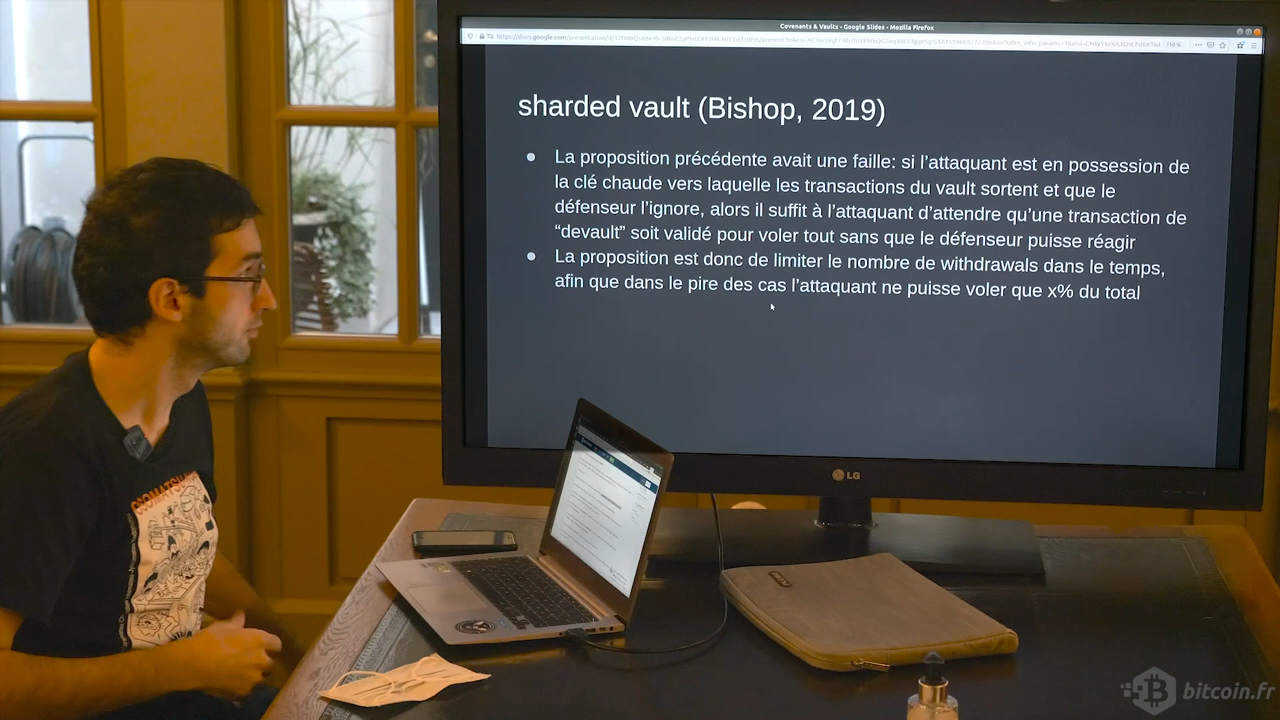 Covenants & Vaults - Google Slides - Mozilla Firefox
sharded vault (Bishop, 2019)
● La proposition précédente avait une faille: si l’attaquant est en possession de
la clé chaude vers laquelle les transactions du vault sortent et que le
défenseur l’ignore, alors il suffit à l’attaquant d’attendre qu’une transaction de
“devault” soit validé pour voler tout sans que le défenseur puisse réagir
● La proposition est donc de limiter le nombre de withdrawals dans le temps,
afin que dans le pire des cas l’attaquant ne puisse voler que x% du total
LG
bitcoin.fr